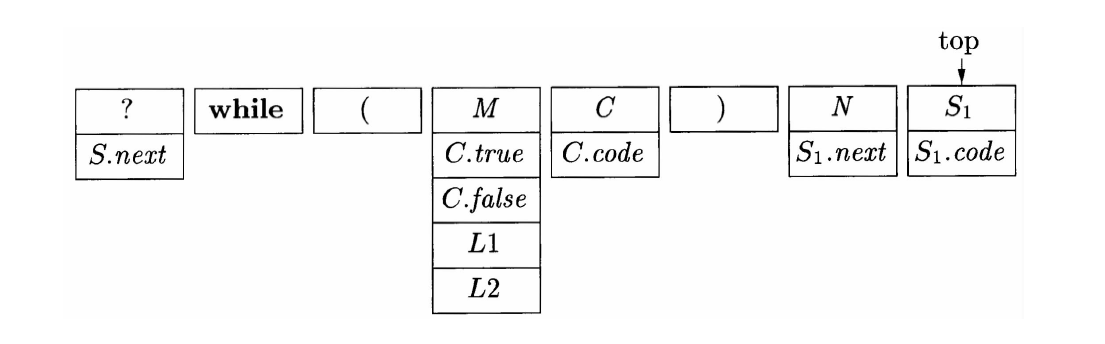 top
? while ( M C ) N S₁
S.next C.true C.code S₁.next S₁.code
C.false
L1
L2